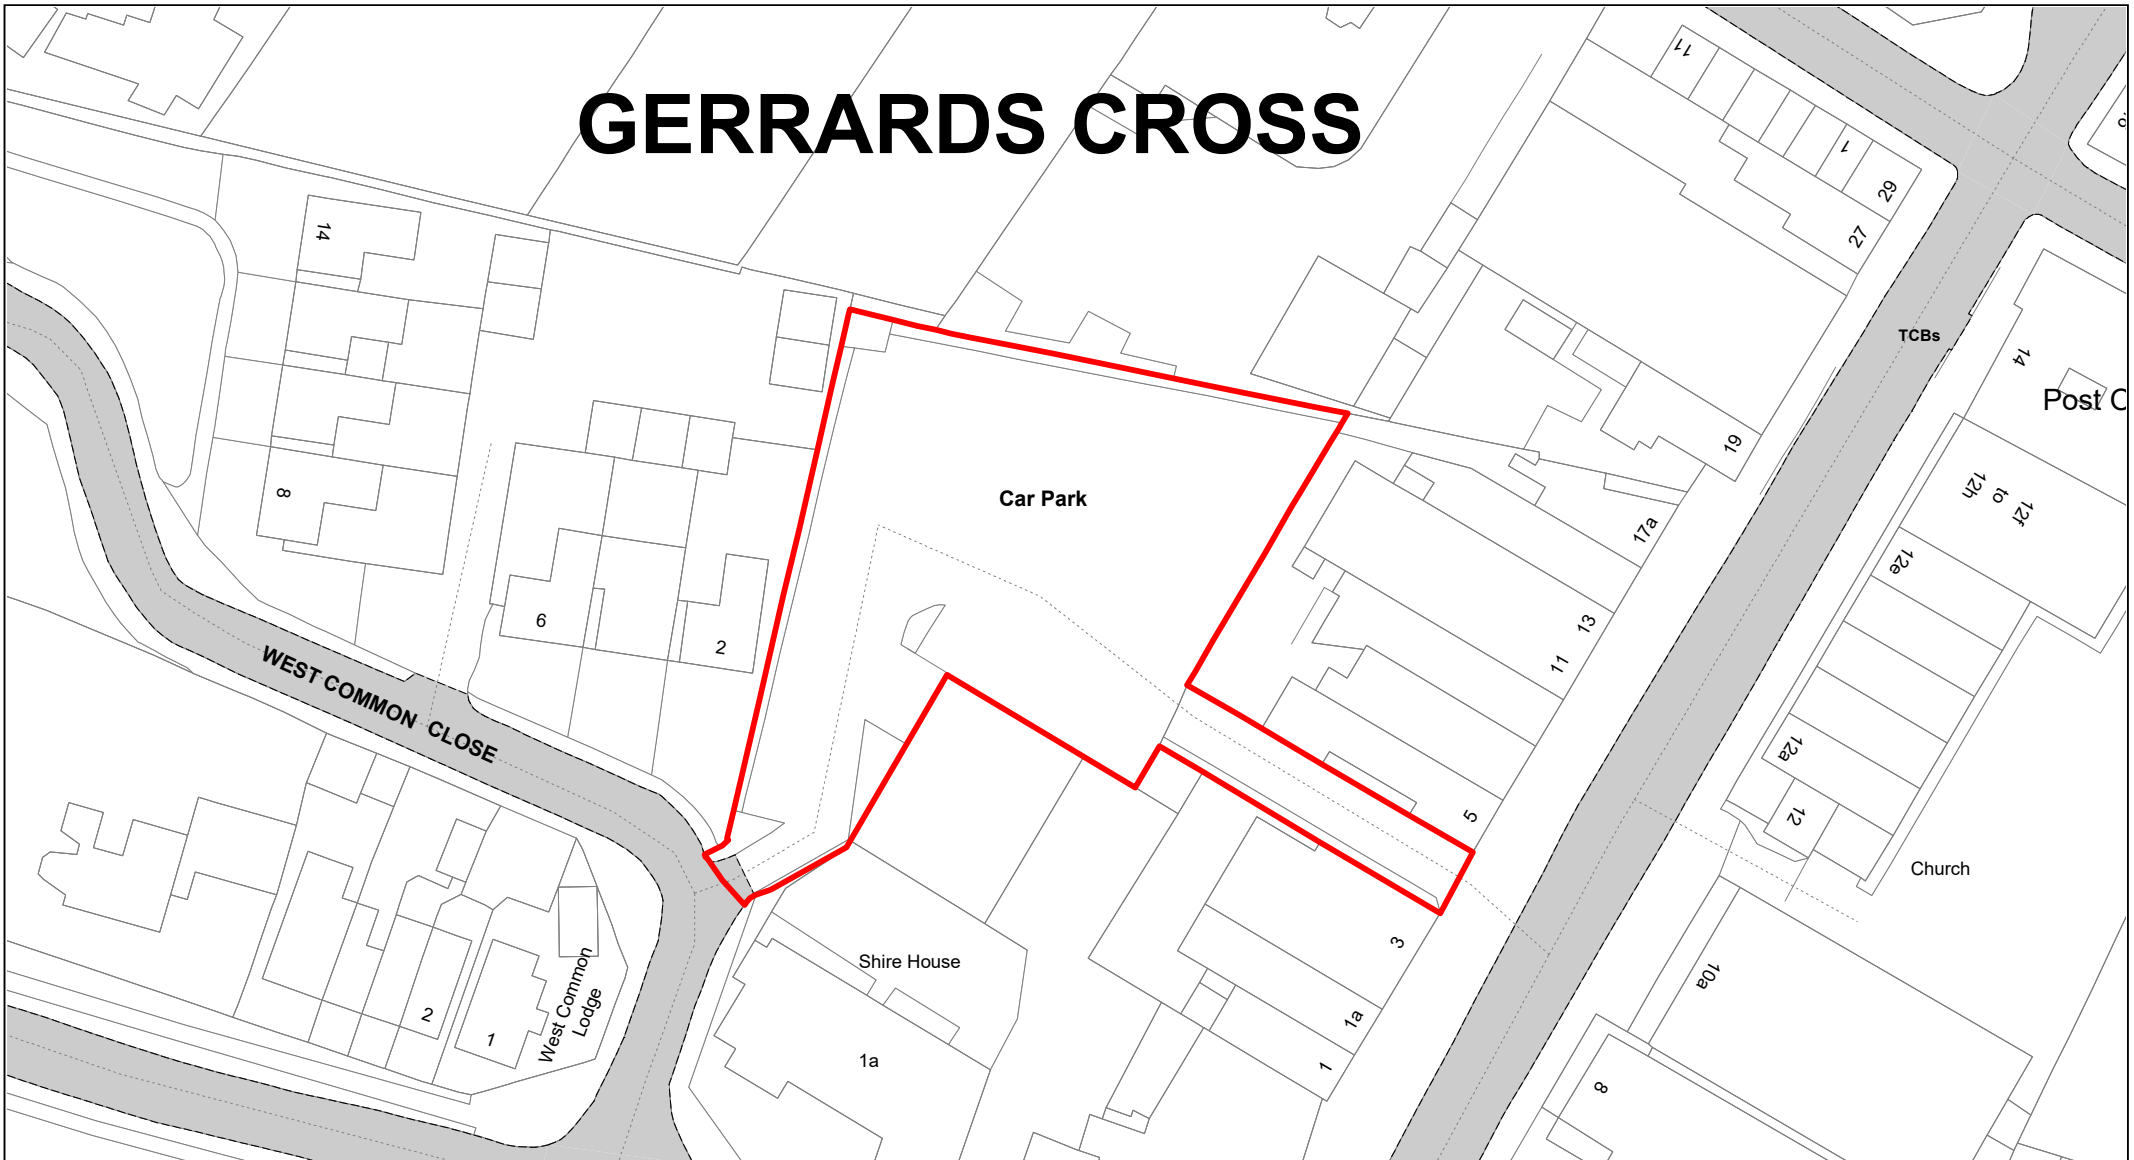 GERRARDS CROSS
11
1
29
27
14
TCBs
14
Post C
19
8
Car Park
12h
to
12f
17a
12e
6
2
13
11
WEST COMMON CLOSE
12a
5
12
Church
3
Shire House
10a
West Common
Lodge
2
1
1a
1a
1
8